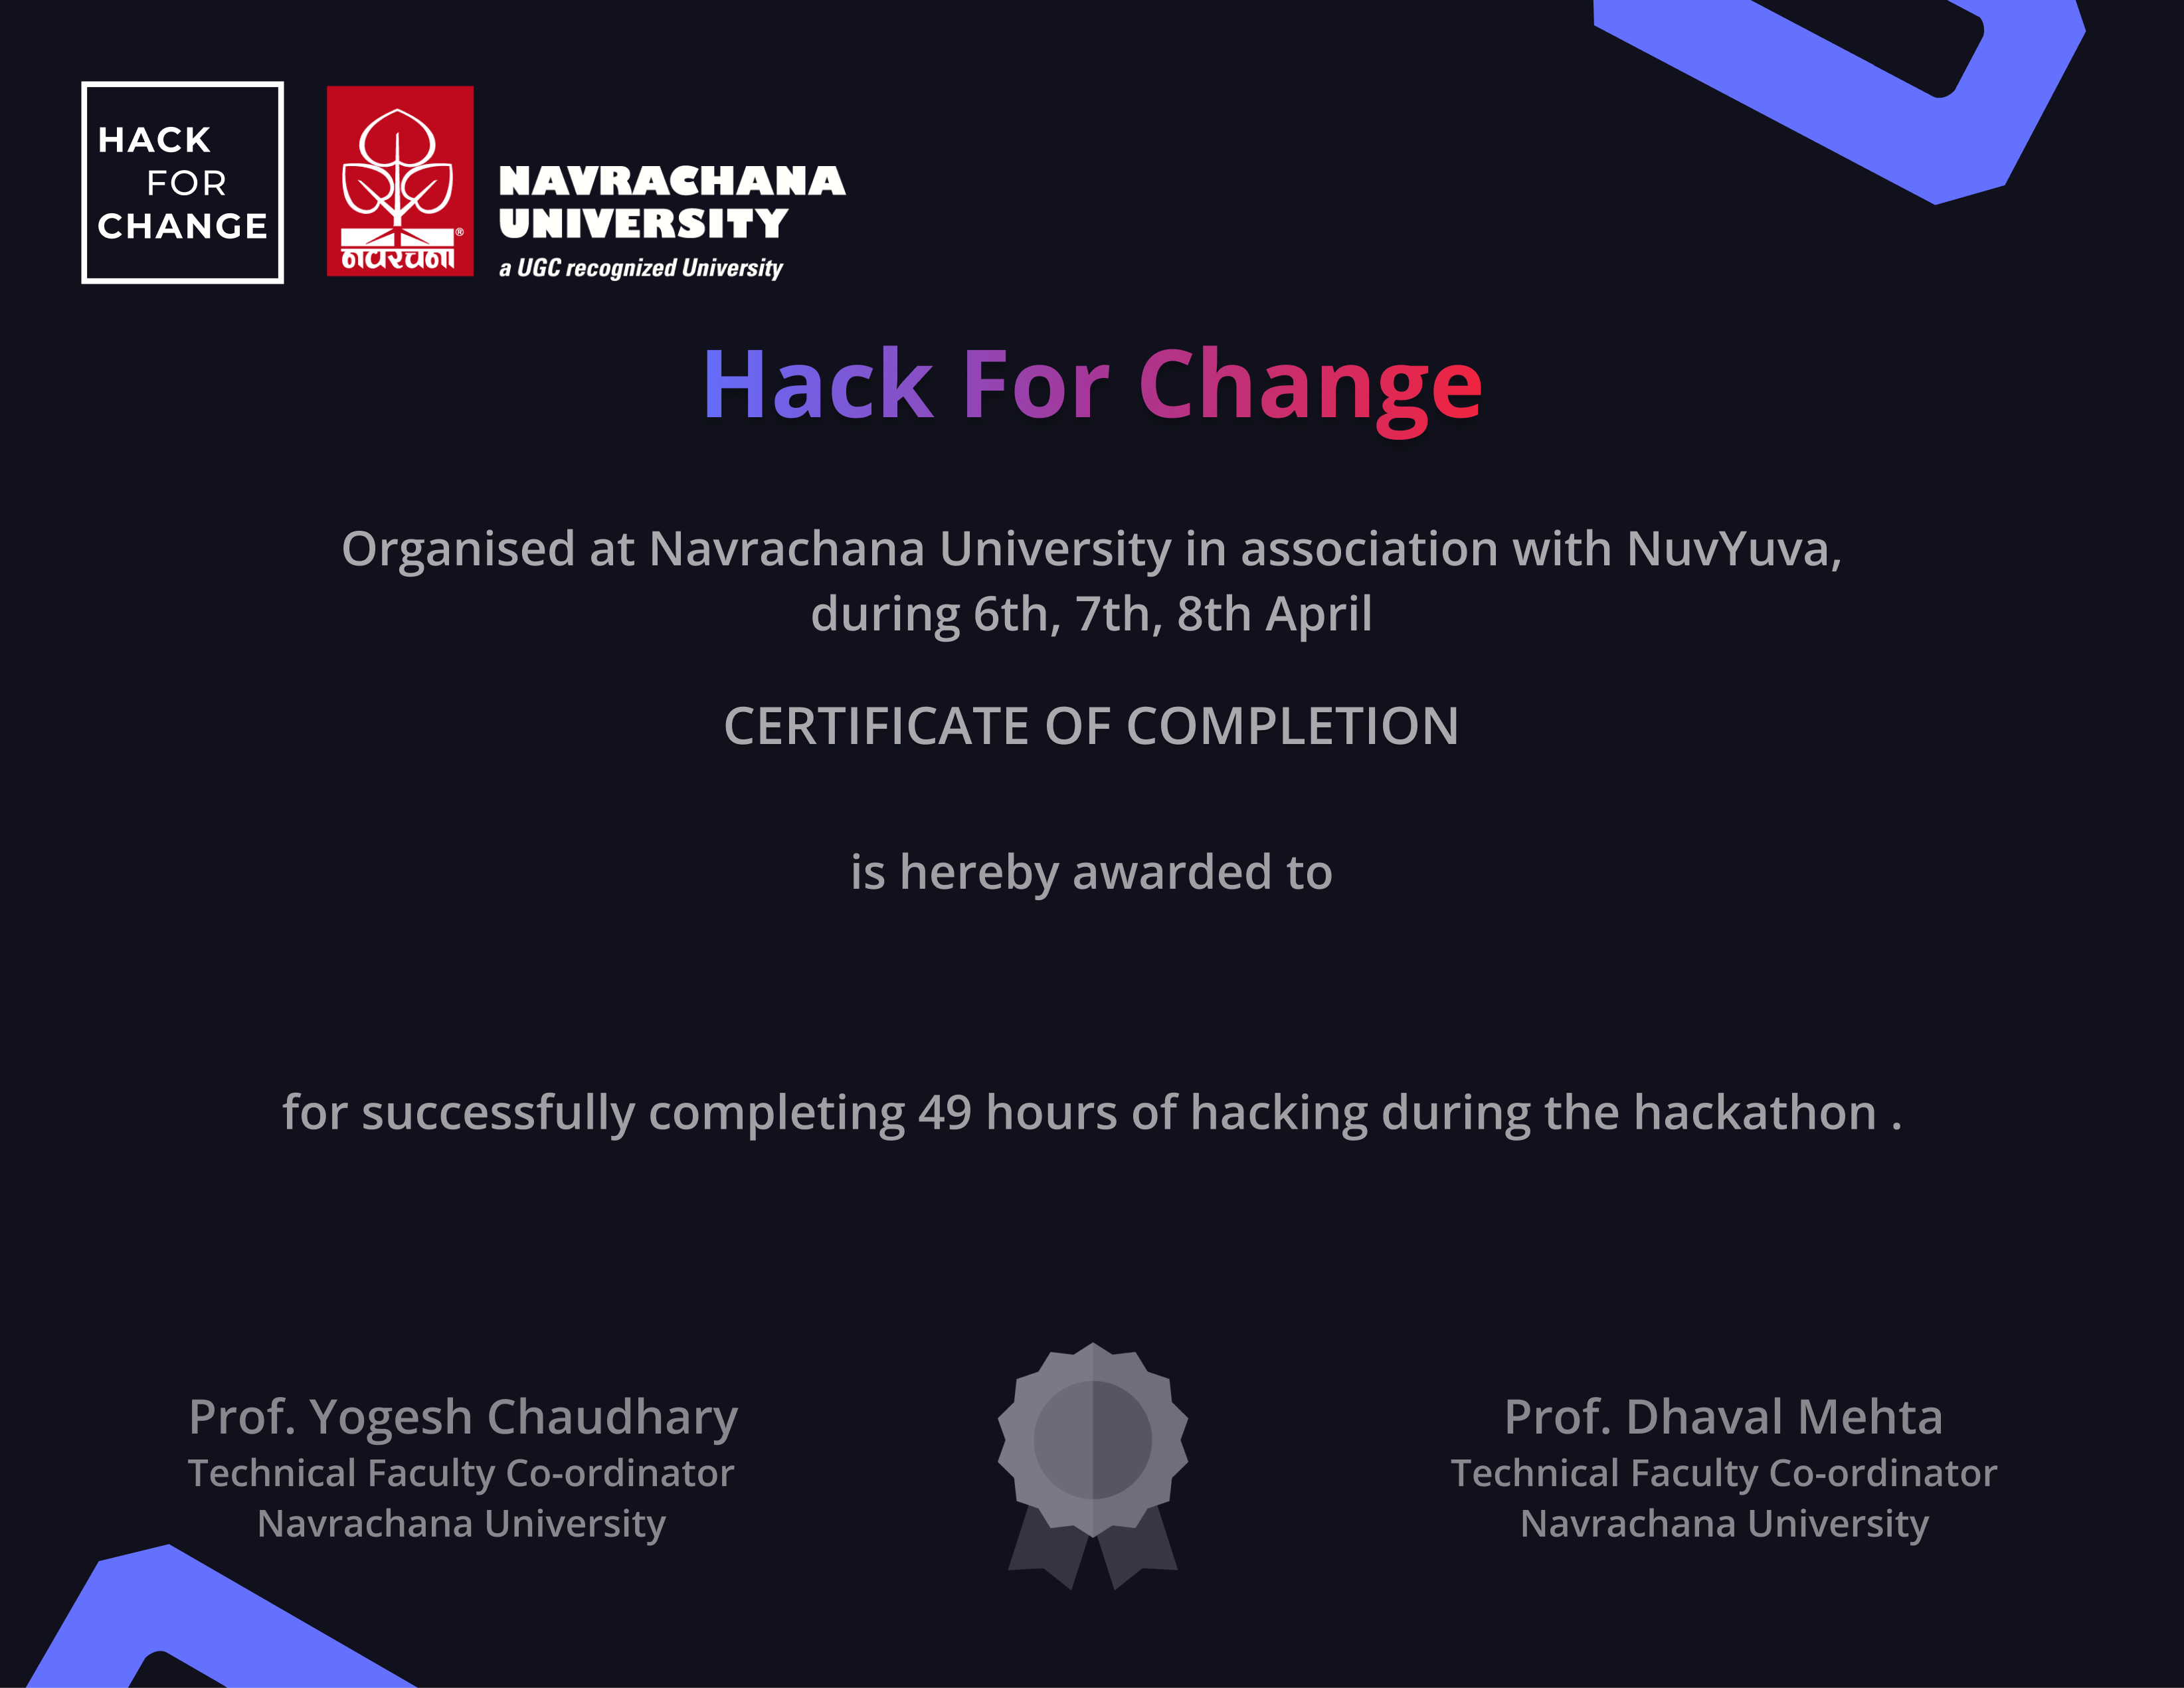 HACK
FOR
CHANGE
नवरचना
®
NAVRACHANA
UNIVERSITY
a UGC recognized University
Hack For Change
Organised at Navrachana University in association with NuvYuva,
during 6th, 7th, 8th April
CERTIFICATE OF COMPLETION
is hereby awarded to
for successfully completing 49 hours of hacking during the hackathon .
Prof. Yogesh Chaudhary
Technical Faculty Co-ordinator
Navrachana University
Prof. Dhaval Mehta
Technical Faculty Co-ordinator
Navrachana University